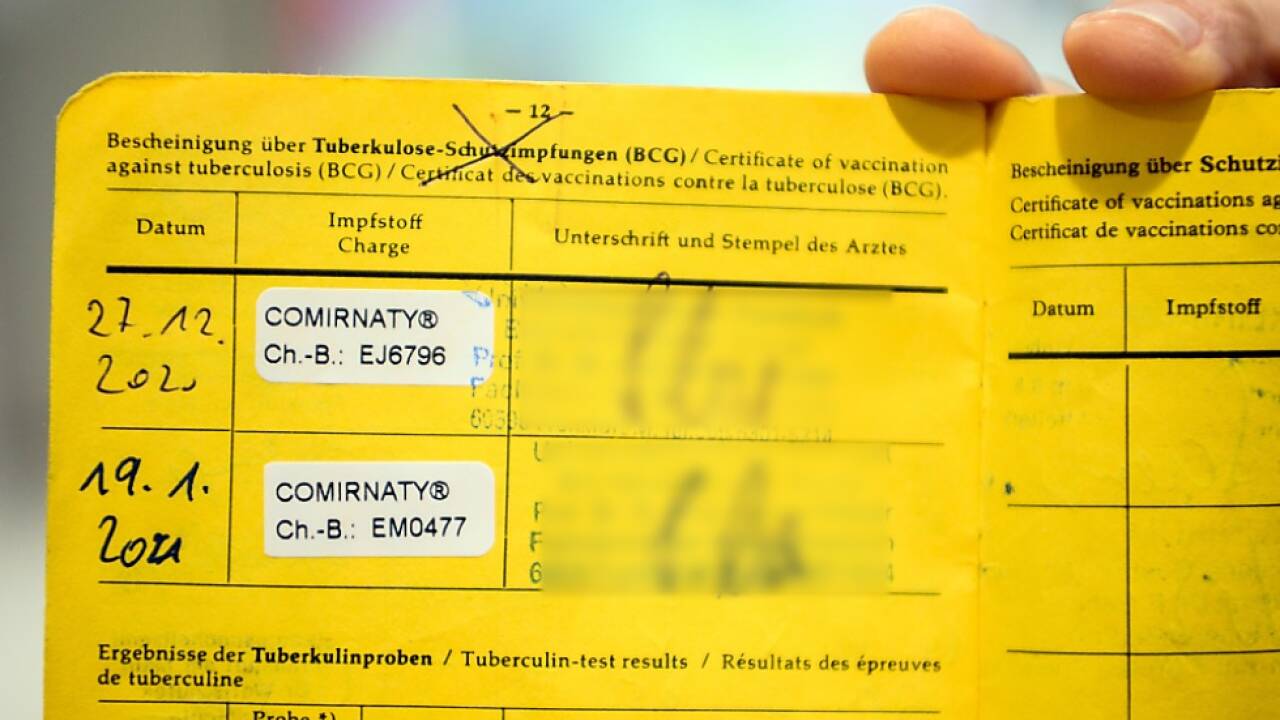 – 12 –
Bescheinigung über Tuberkulose-Schutzimpfungen (BCG) / Certificate of vaccination
against tuberculosis (BCG) / Certificat des vaccinations contre la tuberculose (BCG).
Datum
Impfstoff
Charge
Unterschrift und Stempel des Arztes
27.12.
2020
COMIRNATY®
Ch.-B.: EJ6796
19.1.
2021
COMIRNATY®
Ch.-B.: EM0477
Ergebnisse der Tuberkulinproben / Tuberculin-test results / Résultats des épreuves
de tuberculine
Probe *)
Bescheinigung über Schutzi
Certificate of vaccinations ag
Certificat de vaccinations co
Datum
Impfstoff